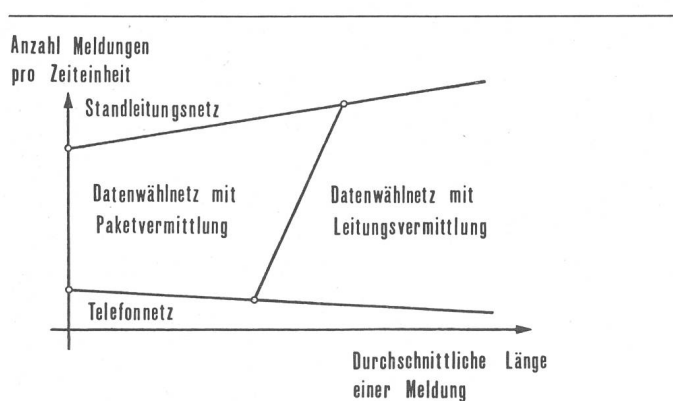 Anzahl Meldungen
pro Zeiteinheit
Standleitungsnetz
Datenwählnetz mit
Paketvermittlung
Datenwählnetz mit
Leitungsvermittlung
Telefonnetz
Durchschnittliche Länge
einer Meldung